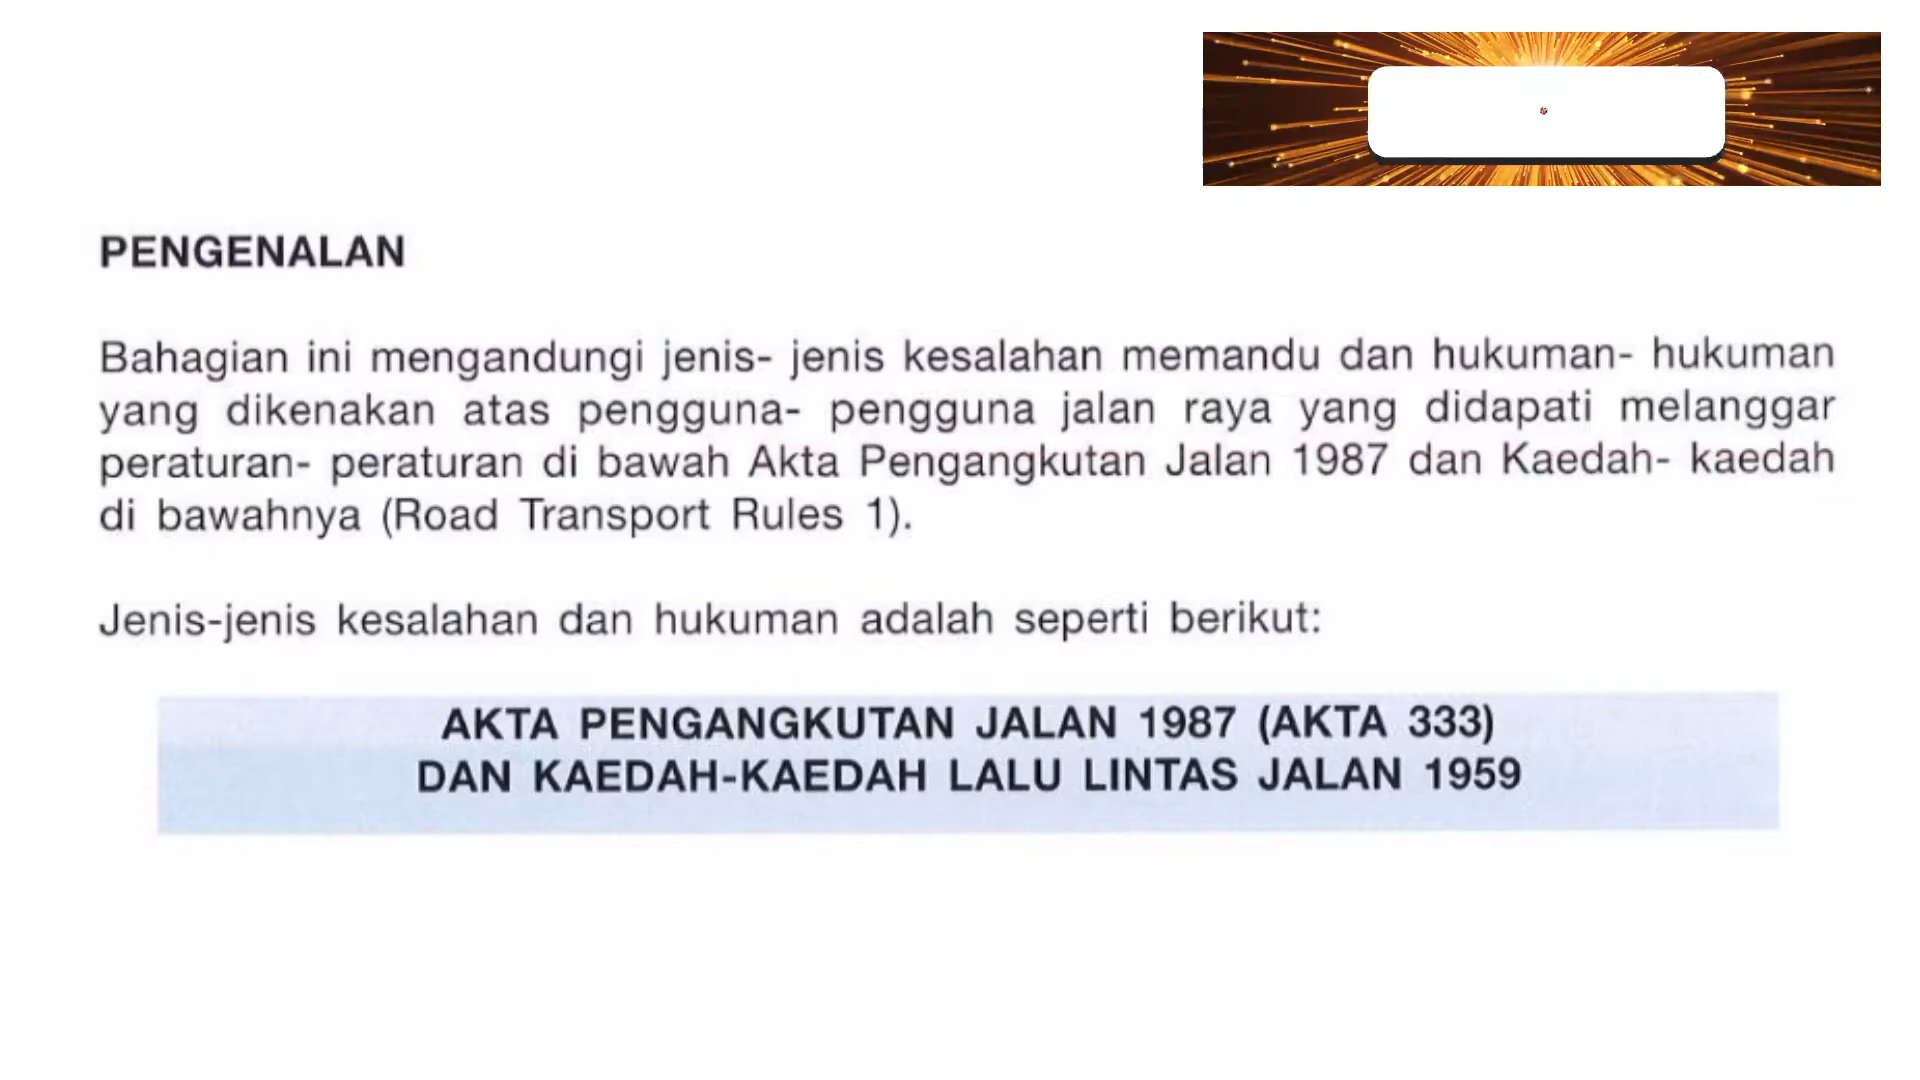 PENGENALAN
Bahagian ini mengandungi jenis- jenis kesalahan memandu dan hukuman- hukuman
yang dikenakan atas pengguna- pengguna jalan raya yang didapati melanggar
peraturan- peraturan di bawah Akta Pengangkutan Jalan 1987 dan Kaedah- kaedah
di bawahnya (Road Transport Rules 1).
Jenis-jenis kesalahan dan hukuman adalah seperti berikut:
AKTA PENGANGKUTAN JALAN 1987 (AKTA 333)
DAN KAEDAH-KAEDAH LALU LINTAS JALAN 1959